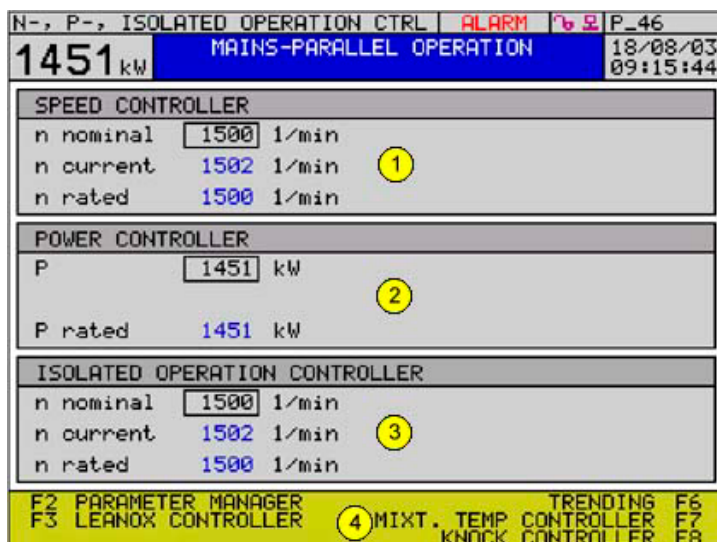 N-, P-, ISOLATED OPERATION CTRL ALARM P_46
1451 kW MAINS-PARALLEL OPERATION 18/08/03
09:15:44
SPEED CONTROLLER
n nominal 1500 1/min
n current 1502 1/min
n rated 1500 1/min
1
POWER CONTROLLER
P 1451 kW
2
P rated 1451 kW
ISOLATED OPERATION CONTROLLER
n nominal 1500 1/min
n current 1502 1/min
3
n rated 1500 1/min
F2 PARAMETER MANAGER TRENDING F6
F3 LEANOX CONTROLLER 4 MIXT. TEMP CONTROLLER F7
KNOCK CONTROLLER F8